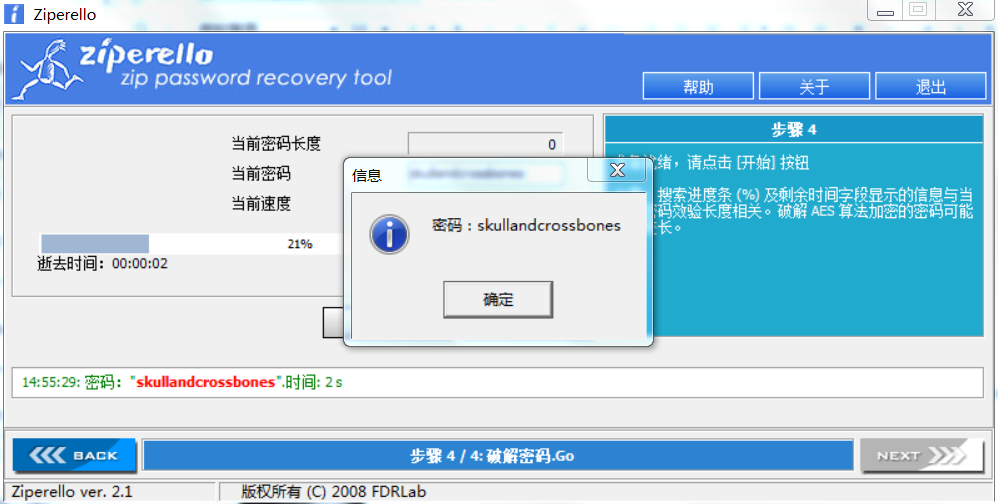 Ziperello
ziperello
zip password recovery tool
帮助
关于
退出
当前密码长度
0
当前密码
当前速度
21%
逝去时间：00:00:02
步骤 4
绪，请点击 [开始] 按钮
搜索进度条 (%) 及剩余时间字段显示的信息与当
码效验长度相关。破解 AES 算法加密的密码可能
长。
信息
密码：skullandcrossbones
确定
14:55:29: 密码："skullandcrossbones".时间: 2 s
BACK
步骤 4 / 4: 破解密码.Go
NEXT
Ziperello ver. 2.1
版权所有 (C) 2008 FDRLab